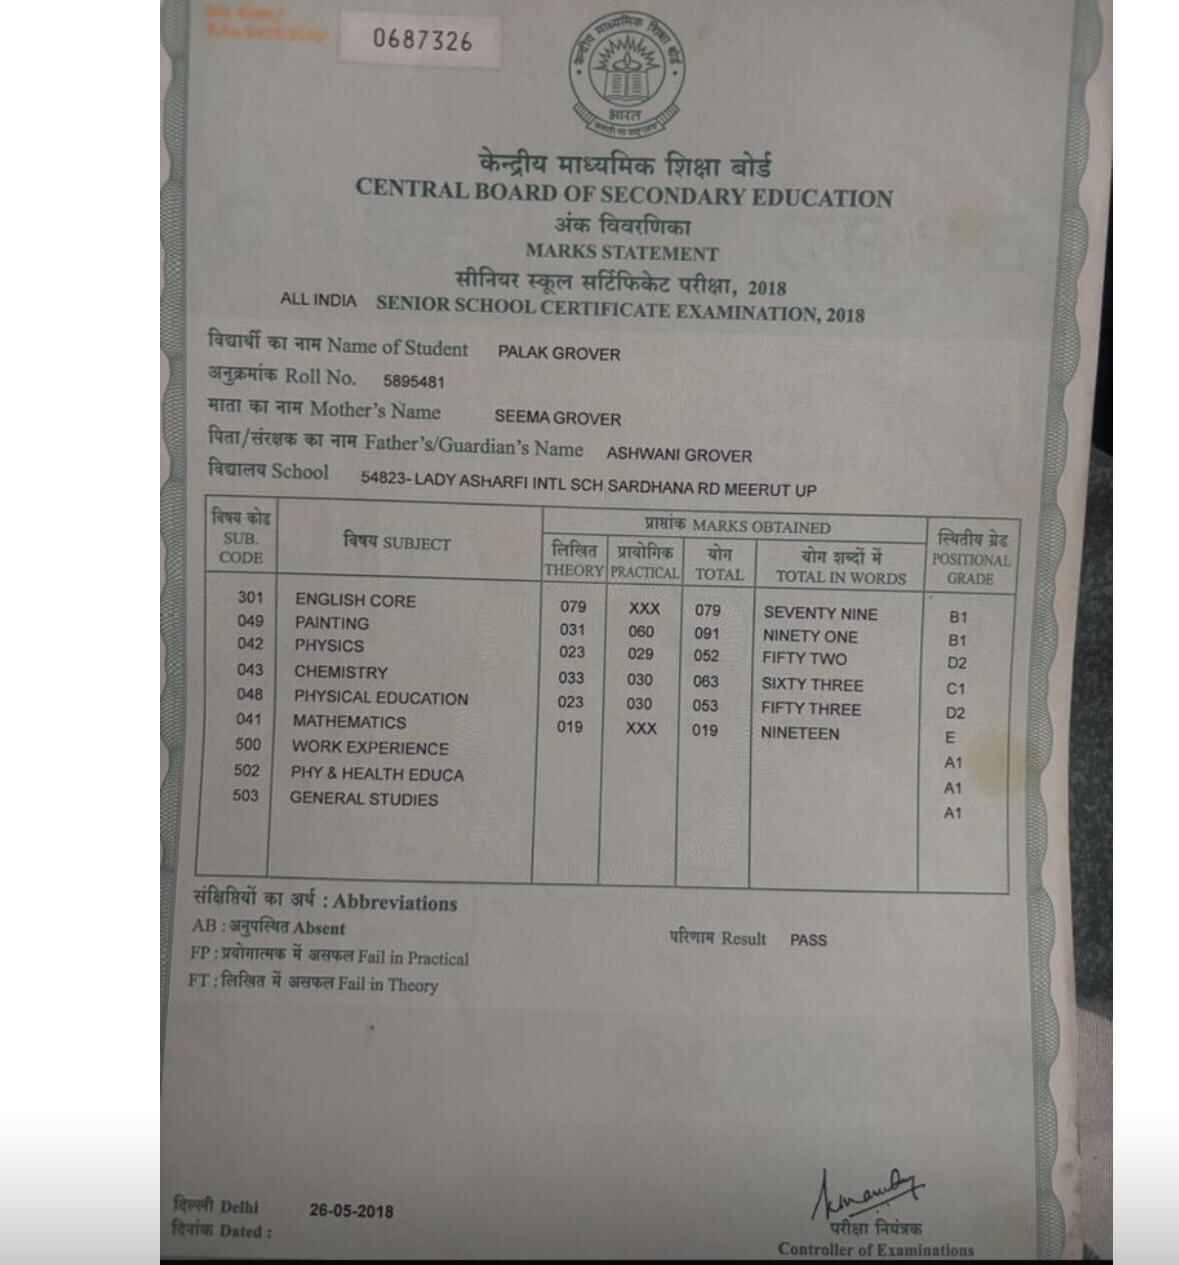 0687326
केन्द्रीय माध्यमिक शिक्षा बोर्ड
भारत
केन्द्रीय माध्यमिक शिक्षा बोर्ड
CENTRAL BOARD OF SECONDARY EDUCATION
अंक विवरणिका
MARKS STATEMENT
सीनियर स्कूल सर्टिफिकेट परीक्षा, 2018
ALL INDIA SENIOR SCHOOL CERTIFICATE EXAMINATION, 2018
विद्यार्थी का नाम Name of Student PALAK GROVER
अनुक्रमांक Roll No. 5895481
माता का नाम Mother's Name SEEMA GROVER
पिता/संरक्षक का नाम Father's/Guardian's Name ASHWANI GROVER
विद्यालय School 54823- LADY ASHARFI INTL SCH SARDHANA RD MEERUT UP
विषय कोड SUB. CODE विषय SUBJECT प्राप्तांक MARKS OBTAINED स्थितीय ग्रेड POSITIONAL GRADE
लिखित THEORY प्रायोगिक PRACTICAL योग TOTAL योग शब्दों में TOTAL IN WORDS
301 ENGLISH CORE 079 XXX 079 SEVENTY NINE B1
049 PAINTING 031 060 091 NINETY ONE B1
042 PHYSICS 023 029 052 FIFTY TWO D2
043 CHEMISTRY 033 030 063 SIXTY THREE C1
048 PHYSICAL EDUCATION 023 030 053 FIFTY THREE D2
041 MATHEMATICS 019 XXX 019 NINETEEN E
500 WORK EXPERIENCE A1
502 PHY & HEALTH EDUCA A1
503 GENERAL STUDIES A1
संक्षिप्तियों का अर्थ : Abbreviations
AB : अनुपस्थित Absent
परिणाम Result PASS
FP : प्रयोगात्मक में असफल Fail in Practical
FT : लिखित में असफल Fail in Theory
दिल्ली Delhi
दिनांक Dated : 26-05-2018
परीक्षा नियंत्रक
Controller of Examinations